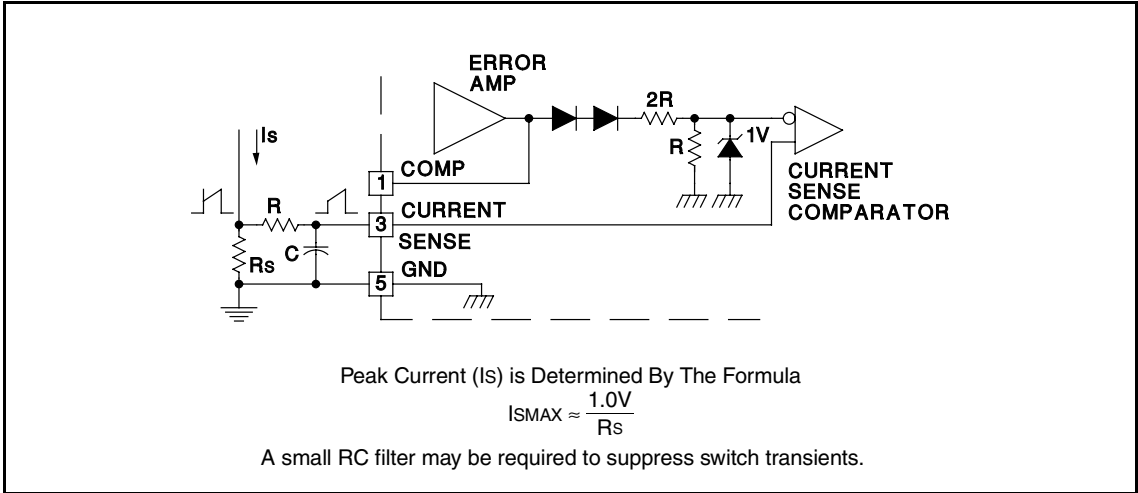 ERROR
AMP
2R
Is
R
1V
1
COMP
CURRENT
SENSE
COMPARATOR
R
3
CURRENT
SENSE
C
Rs
5
GND
Peak Current (IS) is Determined By The Formula
ISMAX ≈ 1.0V
RS
A small RC filter may be required to suppress switch transients.